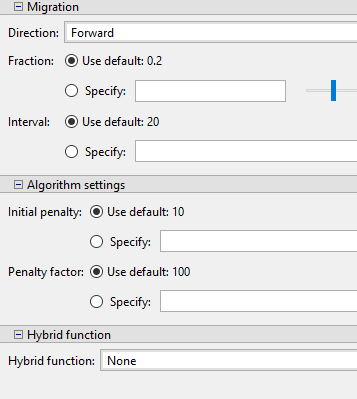 Migration
Direction: Forward
Fraction: Use default: 0.2
Specify:
Interval: Use default: 20
Specify:
Algorithm settings
Initial penalty: Use default: 10
Specify:
Penalty factor: Use default: 100
Specify:
Hybrid function
Hybrid function: None